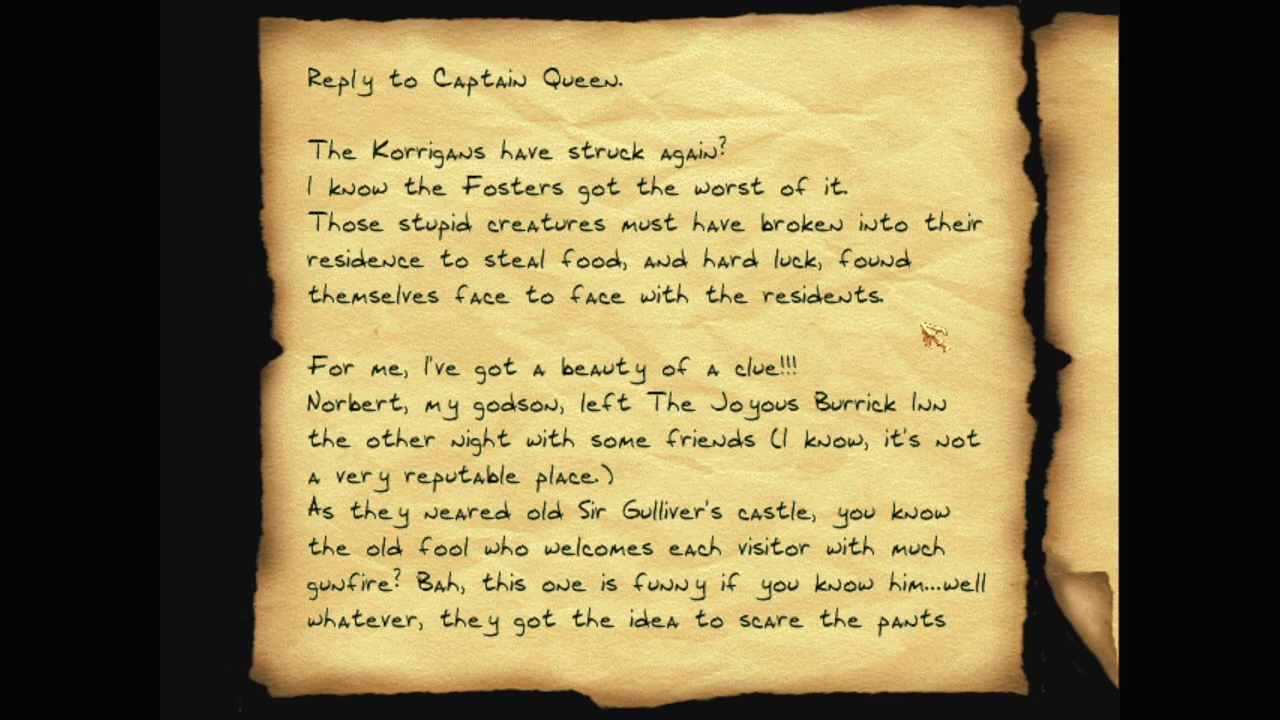 Reply to Captain Queen.
The Korrigans have struck again?
I know the Fosters got the worst of it.
Those stupid creatures must have broken into their
residence to steal food, and hard luck, found
themselves face to face with the residents.
For me, I've got a beauty of a clue!!!
Norbert, my godson, left The Joyous Burrick Inn
the other night with some friends (I know, it's not
a very reputable place.)
As they neared old Sir Gulliver's castle, you know
the old fool who welcomes each visitor with much
gunfire? Bah, this one is funny if you know him...well
whatever, they got the idea to scare the pants